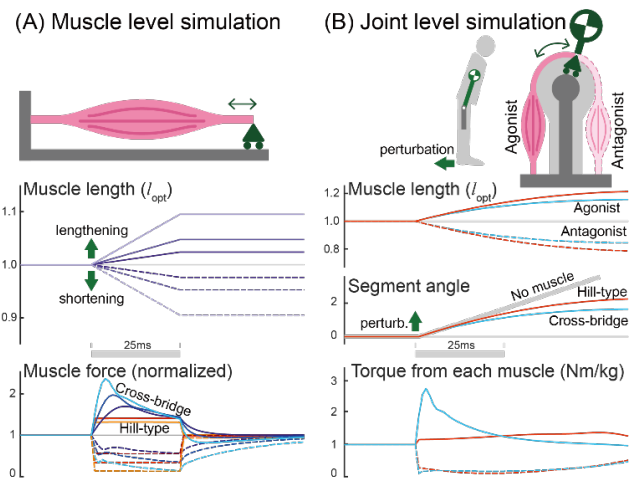 (A) Muscle level simulation
(B) Joint level simulation
Agonist
Antagonist
perturbation
Muscle length (lopt)
1.1
1.0
0.9
lengthening
shortening
25ms
Muscle force (normalized)
2
1
0
Cross-bridge
Hill-type
Muscle length (lopt)
1.2
1.0
0.8
Agonist
Antagonist
Segment angle
2
0
No muscle
Hill-type
Cross-bridge
perturb.
25ms
Torque from each muscle (Nm/kg)
3
2
1
0